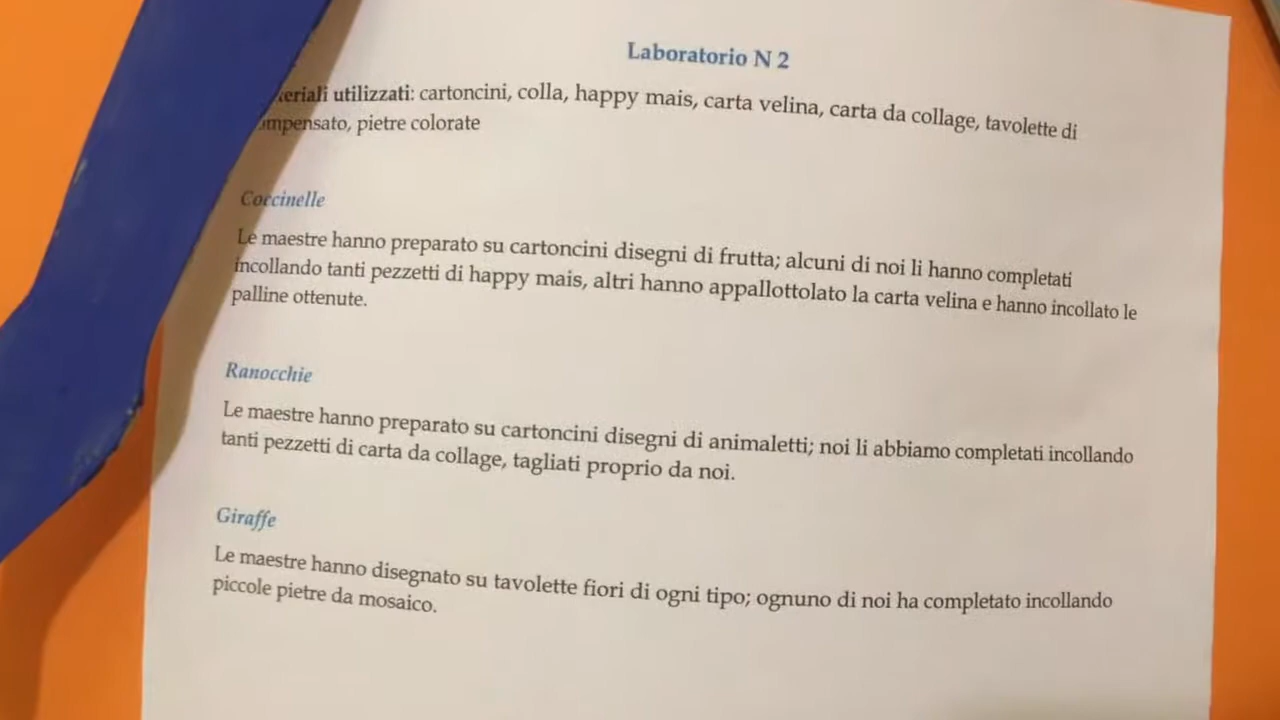 Laboratorio N 2
utilizzati: cartoncini, colla, happy mais, carta velina, carta da collage, tavolette di
pietre colorate
Coccinelle
Le maestre hanno preparato su cartoncini disegni di frutta; alcuni di noi li hanno completati
incollando tanti pezzetti di happy mais, altri hanno appallottolato la carta velina e hanno incollato le
palline ottenute.
Ranocchie
Le maestre hanno preparato su cartoncini disegni di animaletti; noi li abbiamo completati incollando
tanti pezzetti di carta da collage, tagliati proprio da noi.
Giraffe
Le maestre hanno disegnato su tavolette fiori di ogni tipo; ognuno di noi ha completato incollando
piccole pietre da mosaico.